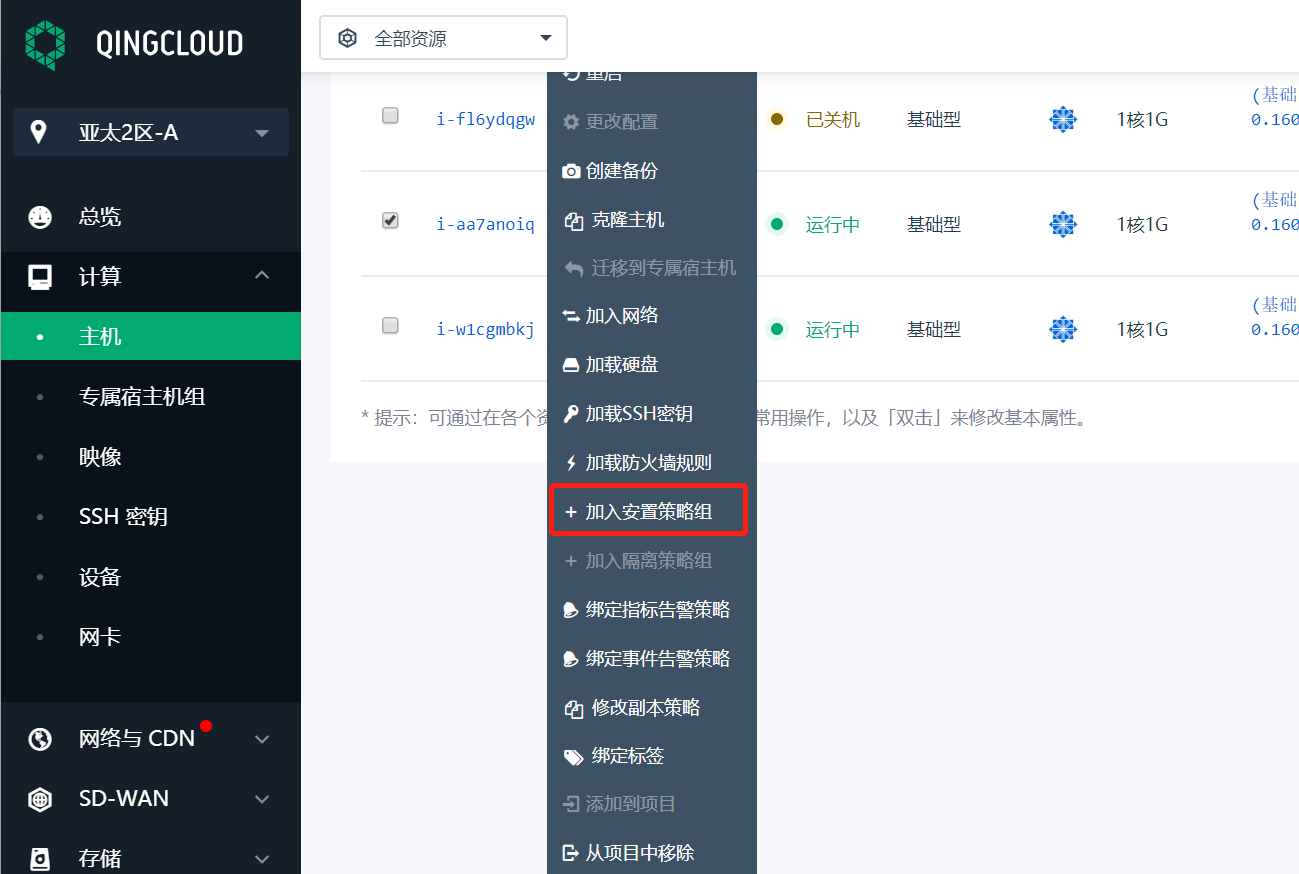 QINGCLOUD
全部资源
亚太2区-A
总览
计算
主机
专属宿主机组
映像
SSH 密钥
设备
网卡
网络与 CDN
SD-WAN
存储
i-fl6ydqgw
已关机
基础型
1核1G
(基础
0.160
i-aa7anoiq
运行中
基础型
1核1G
(基础
0.160
i-w1cgmbkj
运行中
基础型
1核1G
(基础
0.160
* 提示：可通过在各个资
常用操作，以及「双击」来修改基本属性。
重启
更改配置
创建备份
克隆主机
迁移到专属宿主机
加入网络
加载硬盘
加载SSH密钥
加载防火墙规则
加入安置策略组
加入隔离策略组
绑定指标告警策略
绑定事件告警策略
修改副本策略
绑定标签
添加到项目
从项目中移除